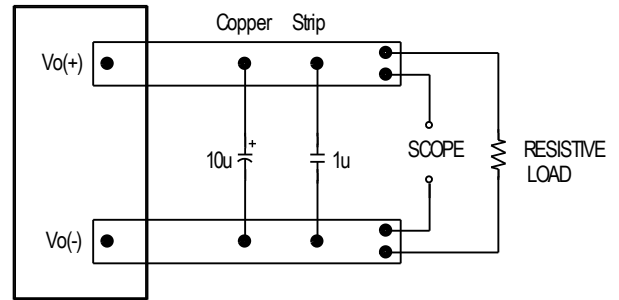 Copper Strip
Vo(+)
10u
+
1u
SCOPE
RESISTIVE
LOAD
Vo(-)